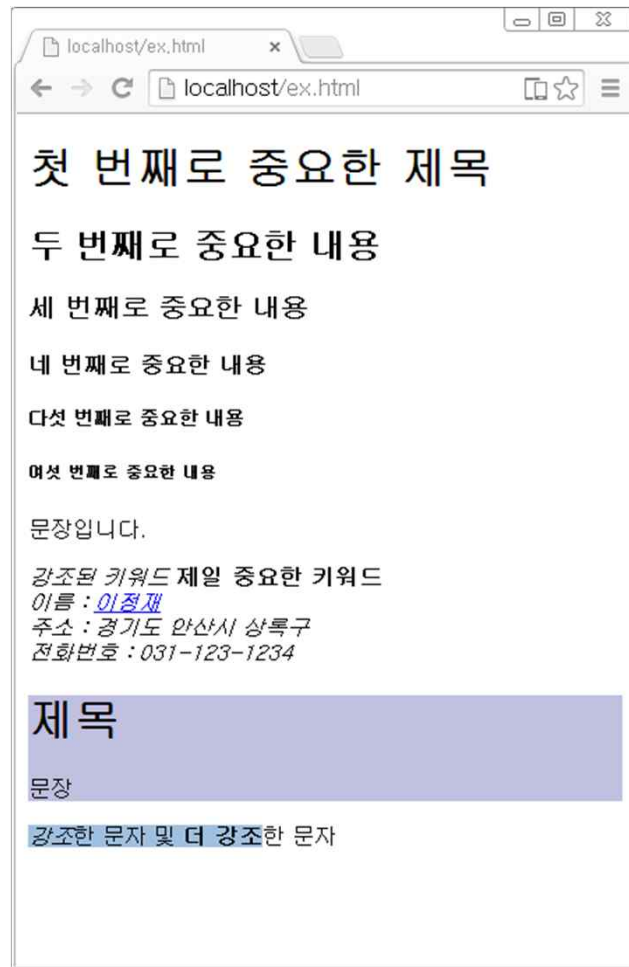 localhost/ex.html
localhost/ex.html
첫 번째로 중요한 제목
두 번째로 중요한 내용
세 번째로 중요한 내용
네 번째로 중요한 내용
다섯 번째로 중요한 내용
여섯 번째로 중요한 내용
문장입니다.
강조된 키워드 제일 중요한 키워드
이름 : 이정재
주소 : 경기도 안산시 상록구
전화번호 : 031-123-1234
제목
문장
강조한 문자 및 더 강조한 문자